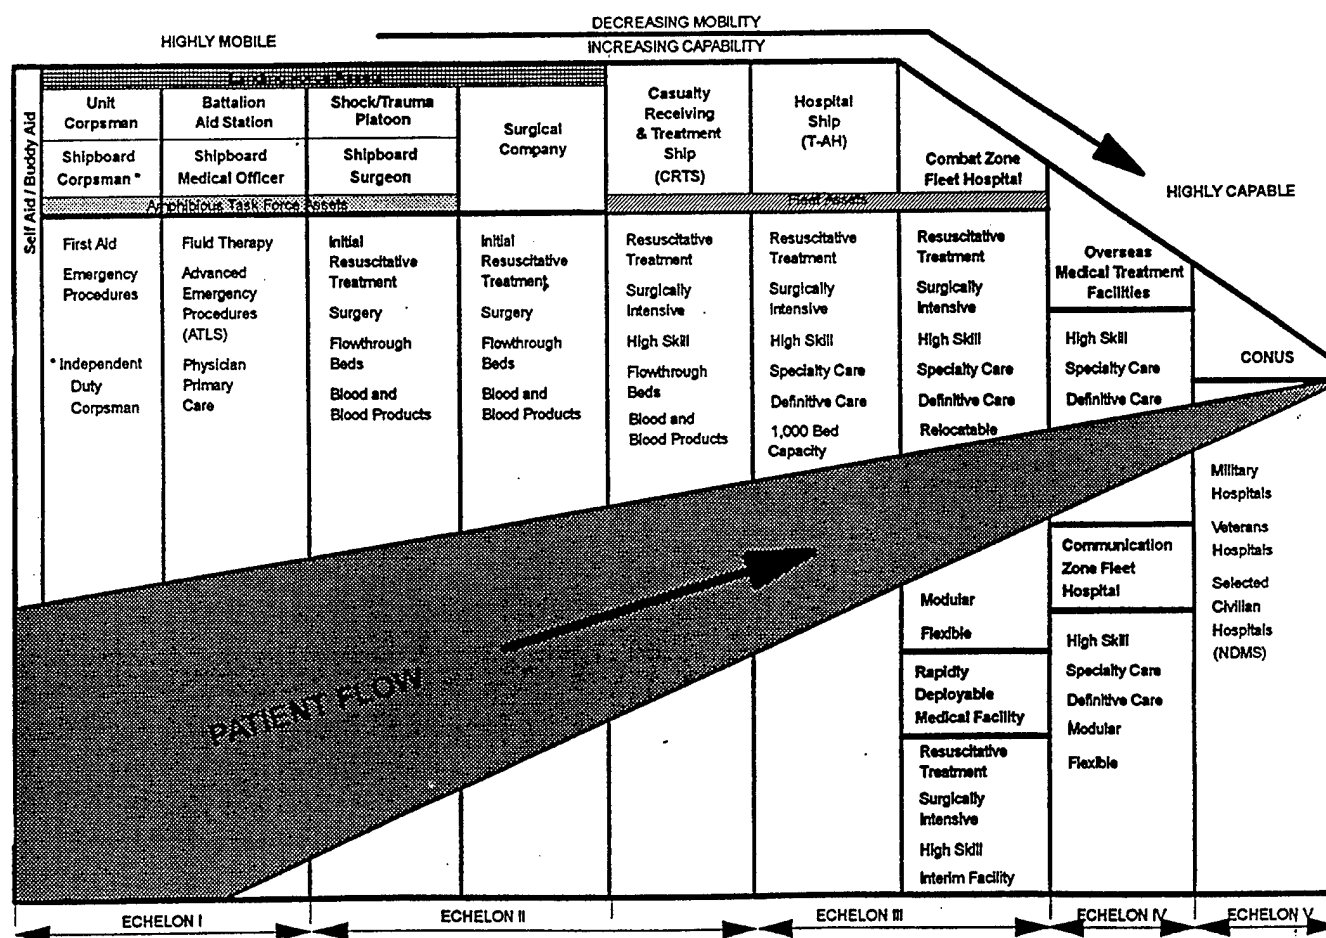 DECREASING MOBILITY
HIGHLY MOBILE
INCREASING CAPABILITY
HIGHLY CAPABLE
Self Aid / Buddy Aid
Unit
Corpsman
Shipboard
Corpsman *
Battalion
Aid Station
Shipboard
Medical Officer
Shock/Trauma
Platoon
Shipboard
Surgeon
Surgical
Company
Amphibious Task Force Assets
Casualty
Receiving
& Treatment
Ship
(CRTS)
Hospital
Ship
(T-AH)
Combat Zone
Fleet Hospital
Fleet Assets
First Aid
Emergency
Procedures
* Independent
Duty
Corpsman
Fluid Therapy
Advanced
Emergency
Procedures
(ATLS)
Physician
Primary
Care
Initial
Resuscitative
Treatment
Surgery
Flowthrough
Beds
Blood and
Blood Products
Initial
Resuscitative
Treatment
Surgery
Flowthrough
Beds
Blood and
Blood Products
Resuscitative
Treatment
Surgically
Intensive
High Skill
Flowthrough
Beds
Blood and
Blood Products
Resuscitative
Treatment
Surgically
Intensive
High Skill
Specialty Care
Definitive Care
1,000 Bed
Capacity
Resuscitative
Treatment
Surgically
Intensive
High Skill
Specialty Care
Definitive Care
Relocatable
Modular
Flexible
Rapidly
Deployable
Medical Facility
Resuscitative
Treatment
Surgically
Intensive
High Skill
Interim Facility
Overseas
Medical Treatment
Facilities
High Skill
Specialty Care
Definitive Care
Communication
Zone Fleet
Hospital
High Skill
Specialty Care
Definitive Care
Modular
Flexible
CONUS
Military
Hospitals
Veterans
Hospitals
Selected
Civilian
Hospitals
(NDMS)
PATIENT FLOW
ECHELON I
ECHELON II
ECHELON III
ECHELON IV
ECHELON V